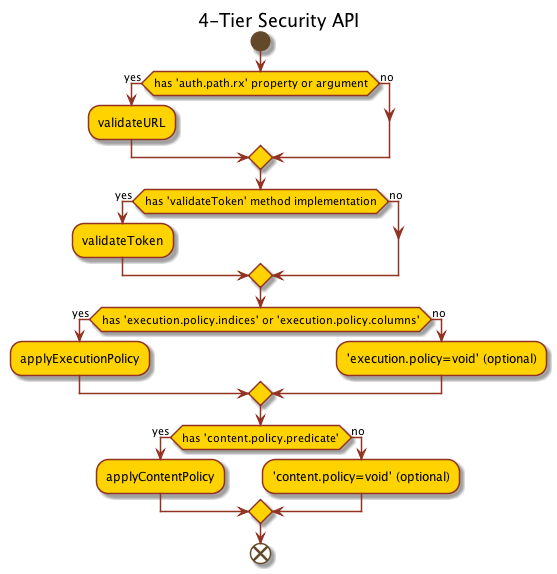 4-Tier Security API
yes
has 'auth.path.rx' property or argument
no
validateURL
yes
has 'validateToken' method implementation
no
validateToken
yes
has 'execution.policy.indices' or 'execution.policy.columns'
no
applyExecutionPolicy
'execution.policy=void' (optional)
yes
has 'content.policy.predicate'
no
applyContentPolicy
'content.policy=void' (optional)